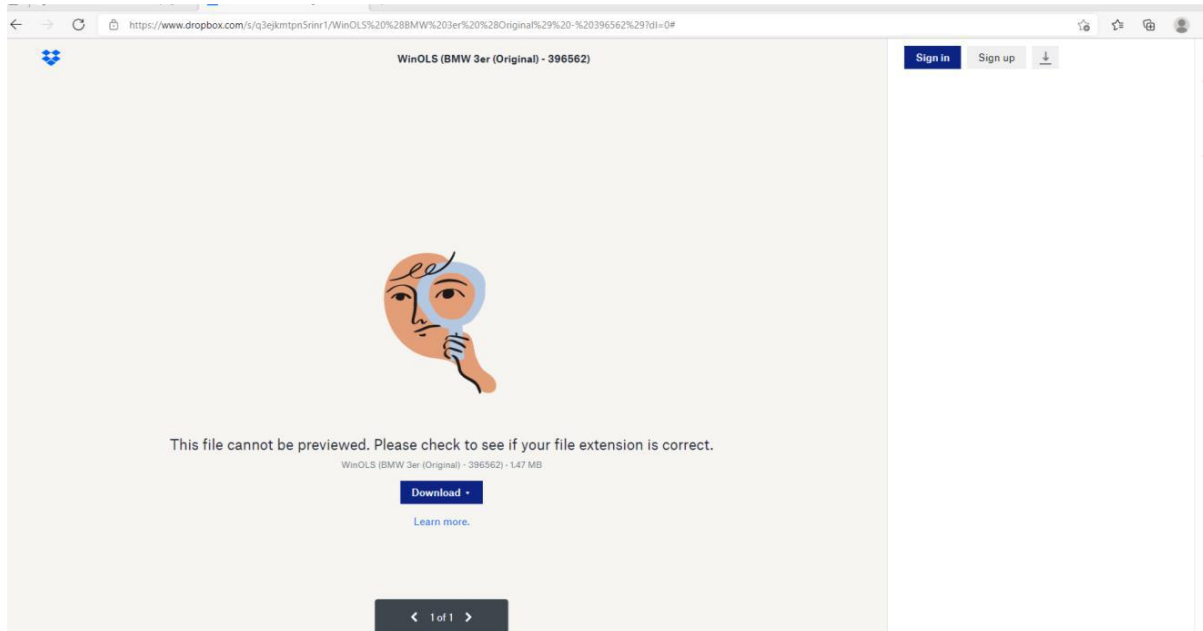 https://www.dropbox.com/s/q3ejkmtpn5rinr1/WinOLS%20%28BMW%203er%20%28Original%29%20-%20396562%29?dl=0#
WinOLS (BMW 3er (Original) - 396562)
Sign in
Sign up
This file cannot be previewed. Please check to see if your file extension is correct.
WinOLS (BMW 3er (Original) - 396562) - 1.47 MB
Download
Learn more.
1 of 1